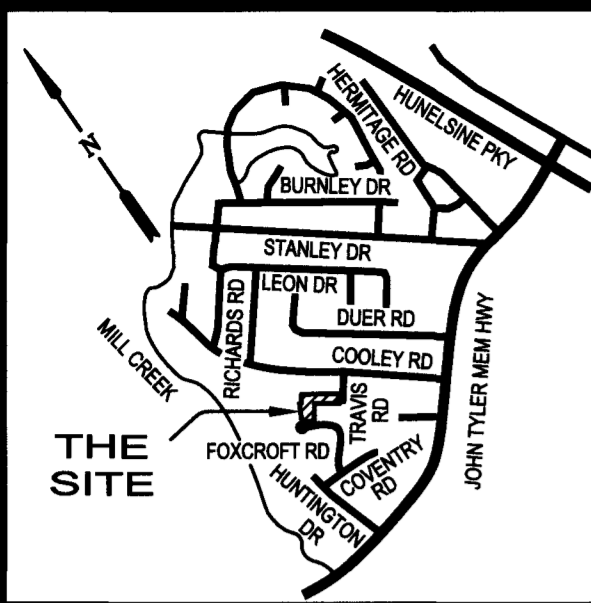 N
HERMITAGE RD
HUNELSINE PKY
BURNLEY DR
STANLEY DR
LEON DR
RICHARDS RD
DUER RD
COOLEY RD
MILL CREEK
TRAVIS
RD
JOHN TYLER MEM HWY
THE
SITE
FOXCROFT RD
COVENTRY
RD
HUNTINGTON
DR